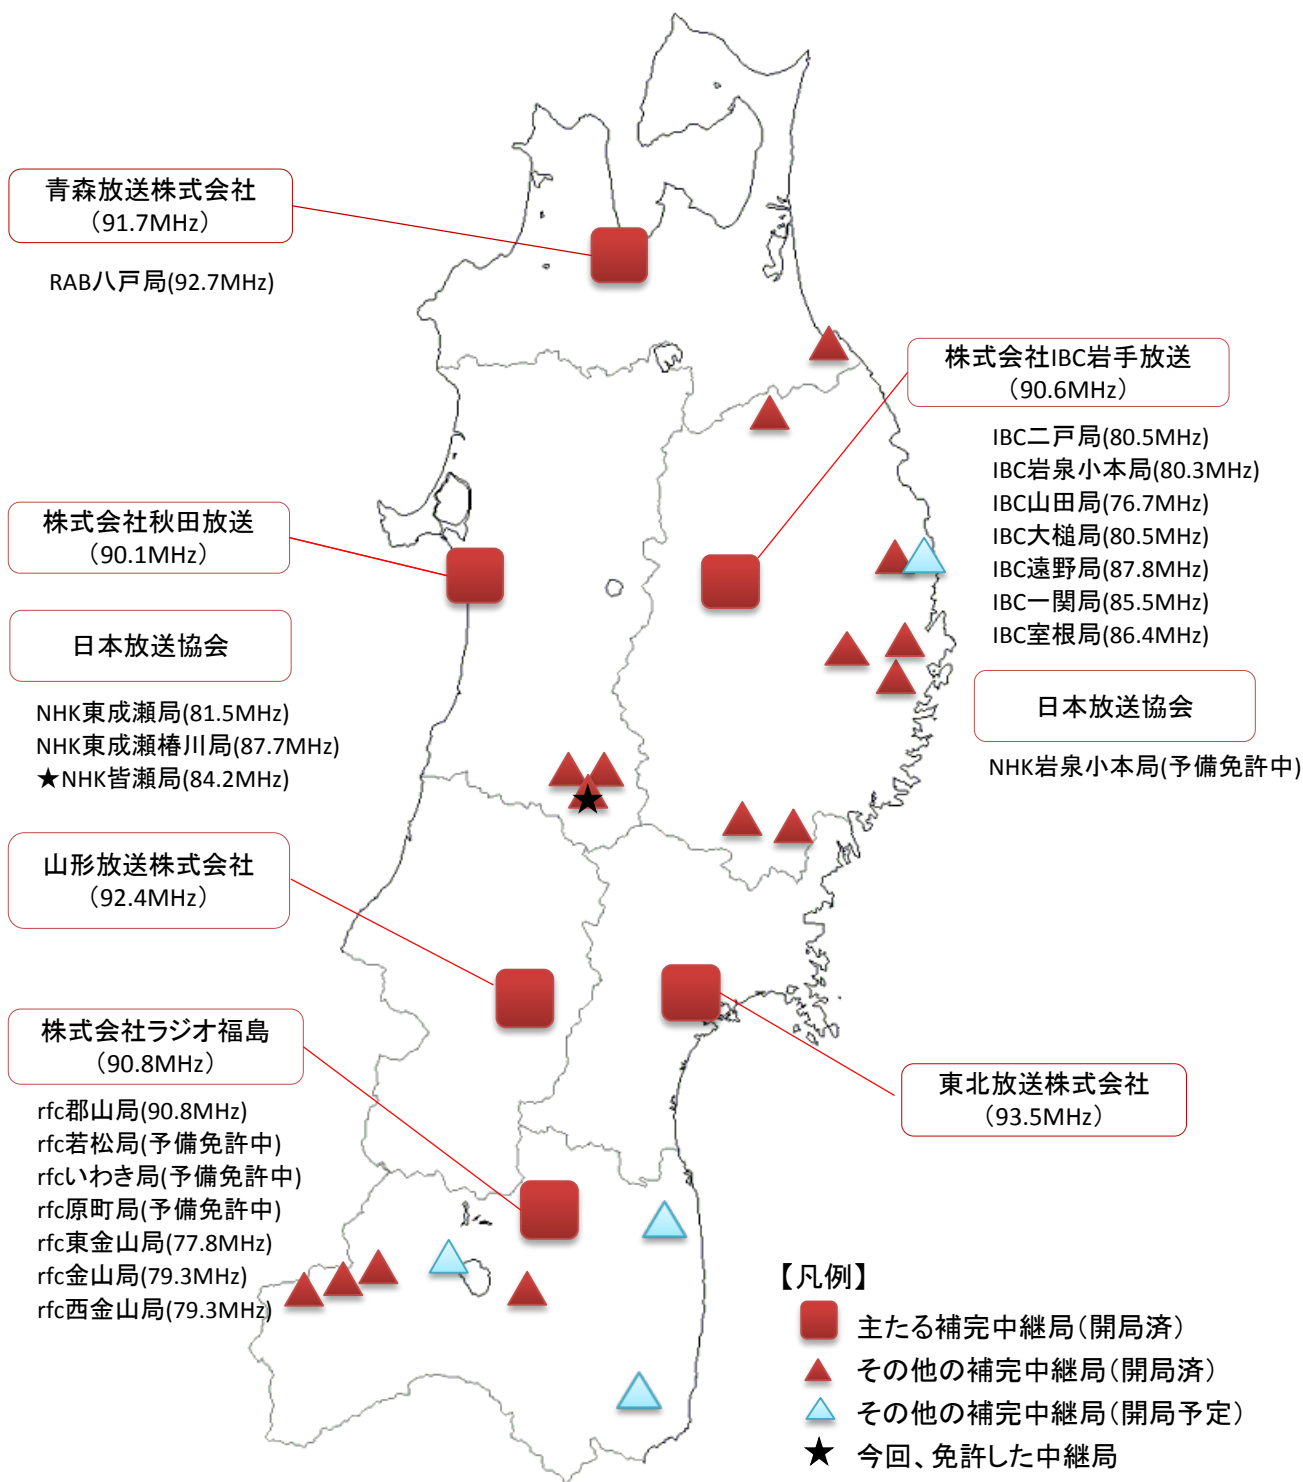 青森放送株式会社
（91.7MHz）
RAB八戸局(92.7MHz)
株式会社IBC岩手放送
（90.6MHz）
IBC二戸局(80.5MHz)
IBC岩泉小本局(80.3MHz)
IBC山田局(76.7MHz)
IBC大槌局(80.5MHz)
IBC遠野局(87.8MHz)
IBC一関局(85.5MHz)
IBC室根局(86.4MHz)
日本放送協会
NHK岩泉小本局(予備免許中)
株式会社秋田放送
（90.1MHz）
日本放送協会
NHK東成瀬局(81.5MHz)
NHK東成瀬椿川局(87.7MHz)
★NHK皆瀬局(84.2MHz)
山形放送株式会社
（92.4MHz）
株式会社ラジオ福島
（90.8MHz）
rfc郡山局(90.8MHz)
rfc若松局(予備免許中)
rfcいわき局(予備免許中)
rfc原町局(予備免許中)
rfc東金山局(77.8MHz)
rfc金山局(79.3MHz)
rfc西金山局(79.3MHz)
東北放送株式会社
（93.5MHz）
【凡例】
主たる補完中継局（開局済）
その他の補完中継局（開局済）
その他の補完中継局（開局予定）
今回、免許した中継局